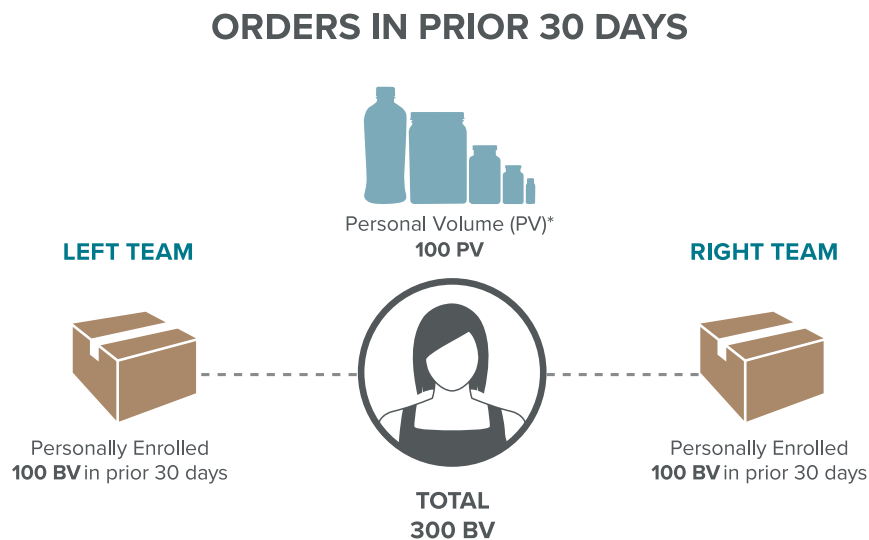 ORDERS IN PRIOR 30 DAYS
Personal Volume (PV)*
100 PV
LEFT TEAM
RIGHT TEAM
Personally Enrolled
100 BV in prior 30 days
Personally Enrolled
100 BV in prior 30 days
TOTAL
300 BV